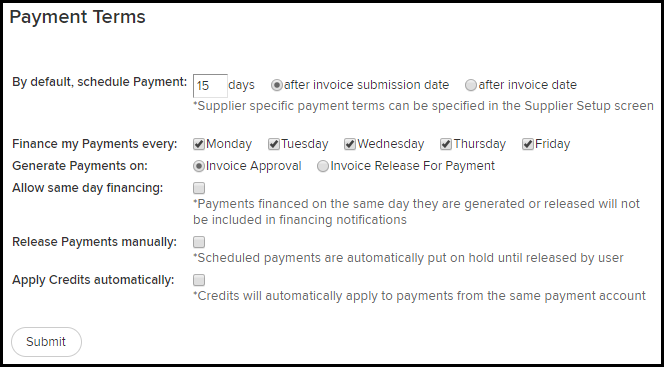 Payment Terms
By default, schedule Payment: 15 days after invoice submission date after invoice date
*Supplier specific payment terms can be specified in the Supplier Setup screen
Finance my Payments every: Monday Tuesday Wednesday Thursday Friday
Generate Payments on: Invoice Approval Invoice Release For Payment
Allow same day financing:
*Payments financed on the same day they are generated or released will not
be included in financing notifications
Release Payments manually:
*Scheduled payments are automatically put on hold until released by user
Apply Credits automatically:
*Credits will automatically apply to payments from the same payment account
Submit